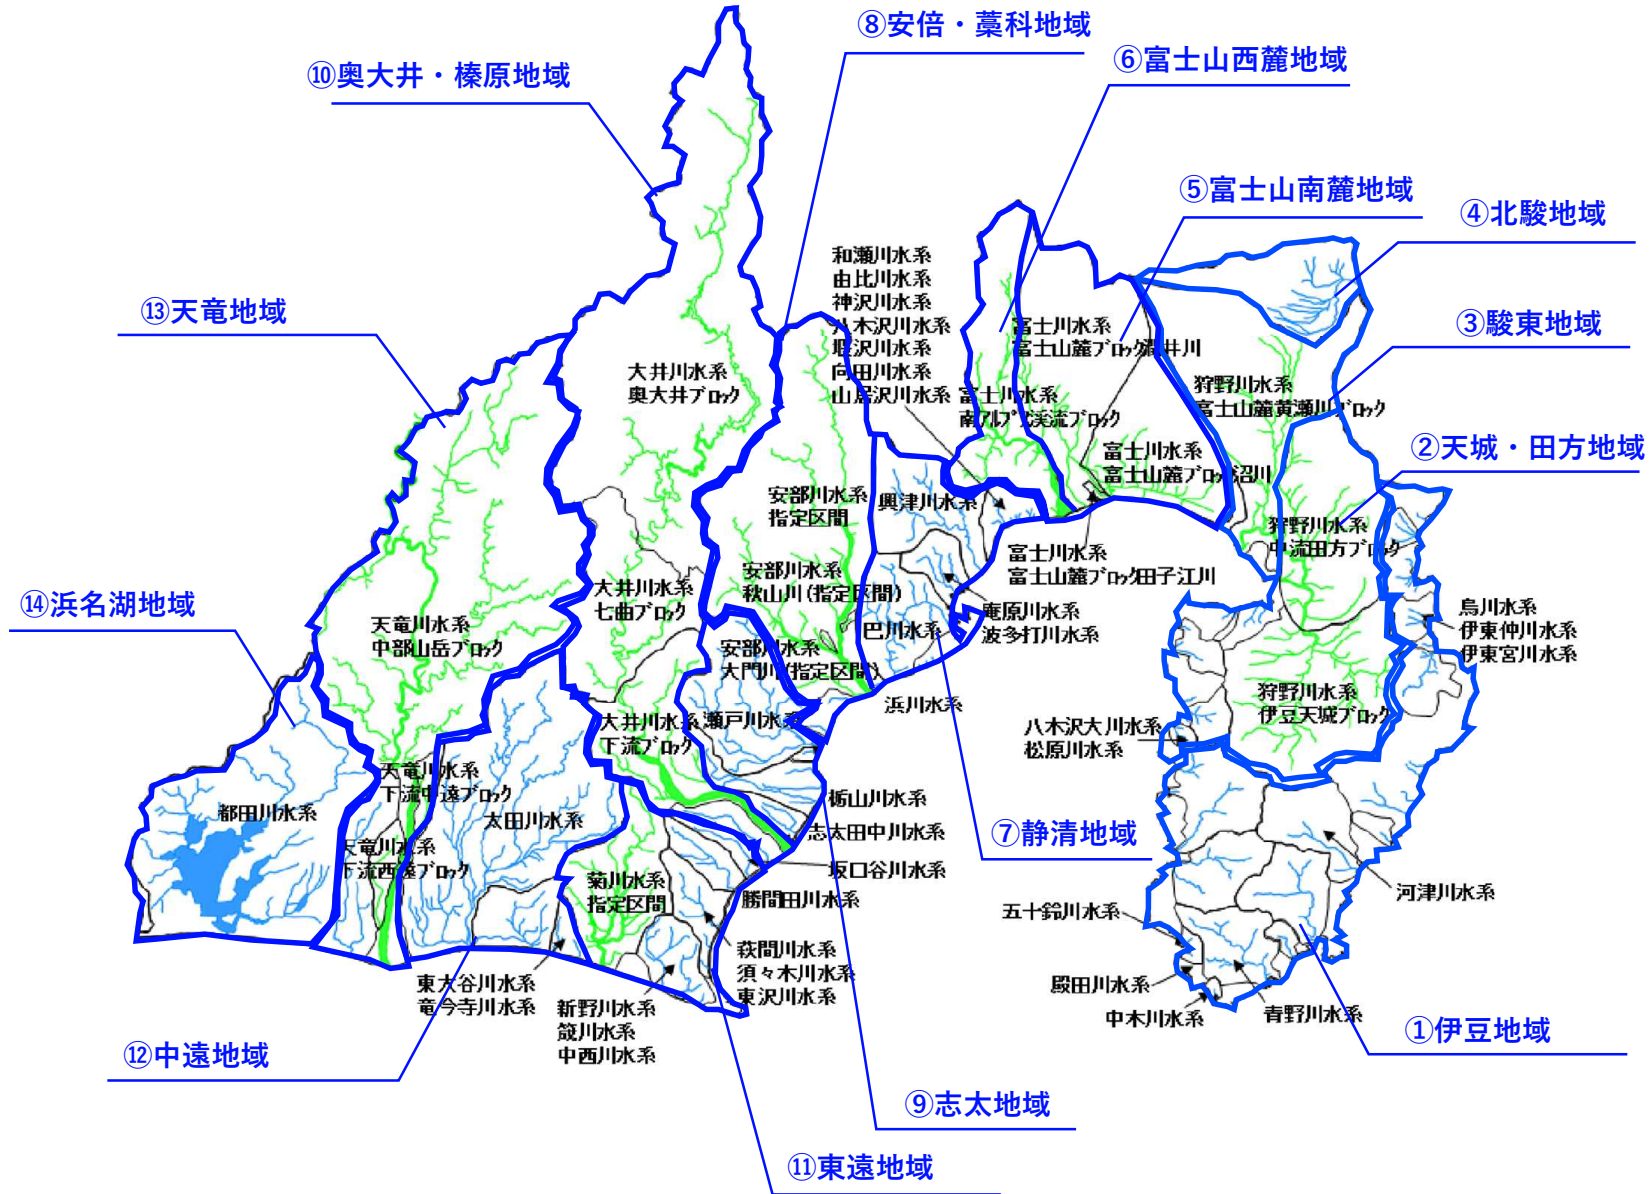 ⑧安倍・藁科地域
⑥富士山西麓地域
⑩奥大井・榛原地域
⑤富士山南麓地域
④北駿地域
和瀬川水系
由比川水系
神沢川水系
八木沢川水系
堰沢川水系
向田川水系
山居沢川水系
⑬天竜地域
富士川水系
富士山麓ブロック潤井川
③駿東地域
大井川水系
奥大井ブロック
狩野川水系
富士山麓黄瀬川ブロック
富士川水系
南アルプス渓流ブロック
②天城・田方地域
富士川水系
富士山麓ブロック沼川
安部川水系
指定区間
興津川水系
狩野川水系
中流田方ブロック
富士川水系
富士山麓ブロック田子江川
安部川水系
秋山川(指定区間)
大井川水系
七曲ブロック
⑭浜名湖地域
庵原川水系
波多打川水系
烏川水系
伊東仲川水系
伊東宮川水系
天竜川水系
中部山岳ブロック
巴川水系
安部川水系
大門川(指定区間)
狩野川水系
伊豆天城ブロック
浜川水系
大井川水系
下流ブロック
瀬戸川水系
八木沢大川水系
松原川水系
天竜川水系
下流中遠ブロック
都田川水系
太田川水系
栃山川水系
志太田中川水系
⑦静清地域
天竜川水系
下流西遠ブロック
坂口谷川水系
菊川水系
指定区間
勝間田川水系
河津川水系
五十鈴川水系
萩間川水系
須々木川水系
東沢川水系
東大谷川水系
竜今寺川水系
殿田川水系
新野川水系
筬川水系
中西川水系
中木川水系
青野川水系
①伊豆地域
⑫中遠地域
⑨志太地域
⑪東遠地域